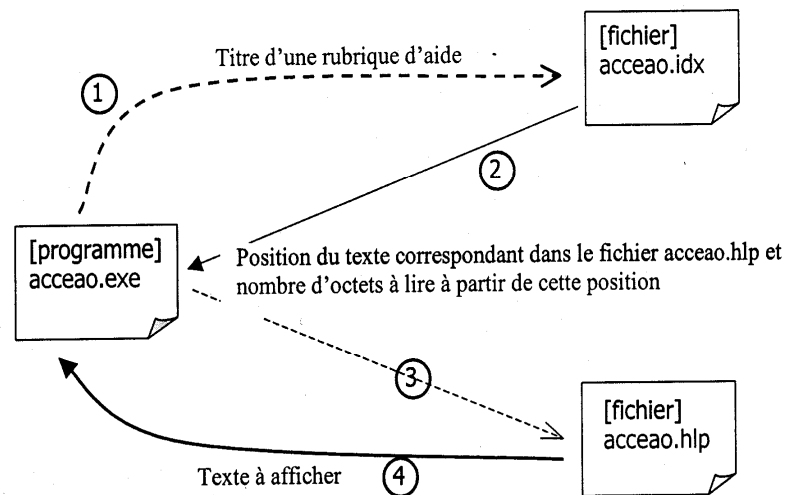 [fichier]
acceao.idx
Titre d'une rubrique d'aide
1
2
[programme]
acceao.exe
Position du texte correspondant dans le fichier acceao.hlp et
nombre d'octets à lire à partir de cette position
3
[fichier]
acceao.hlp
Texte à afficher
4